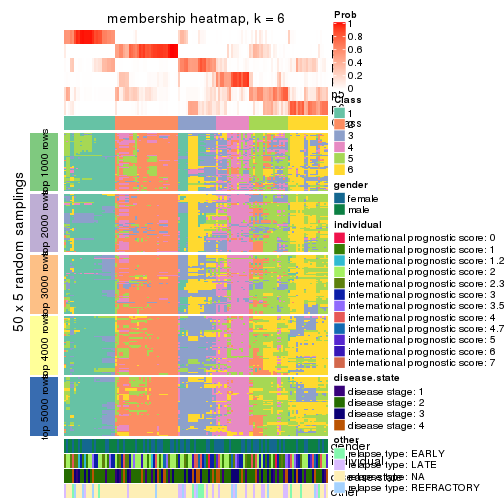 membership heatmap, k = 6
50 x 5 random samplings
top 1000 rows
top 2000 rows
top 3000 rows
top 4000 rows
top 5000 rows
Class
gender
individual
disease.state
other
Prob
1
0.8
0.6
0.4
0.2
0
Class
1
2
3
4
5
6
gender
female
male
individual
international prognostic score: 0
international prognostic score: 1
international prognostic score: 1.2
international prognostic score: 2
international prognostic score: 2.3
international prognostic score: 3
international prognostic score: 3.5
international prognostic score: 4
international prognostic score: 4.7
international prognostic score: 5
international prognostic score: 6
international prognostic score: 7
disease.state
disease stage: 1
disease stage: 2
disease stage: 3
disease stage: 4
other
relapse type: EARLY
relapse type: LATE
relapse type: NA
relapse type: REFRACTORY